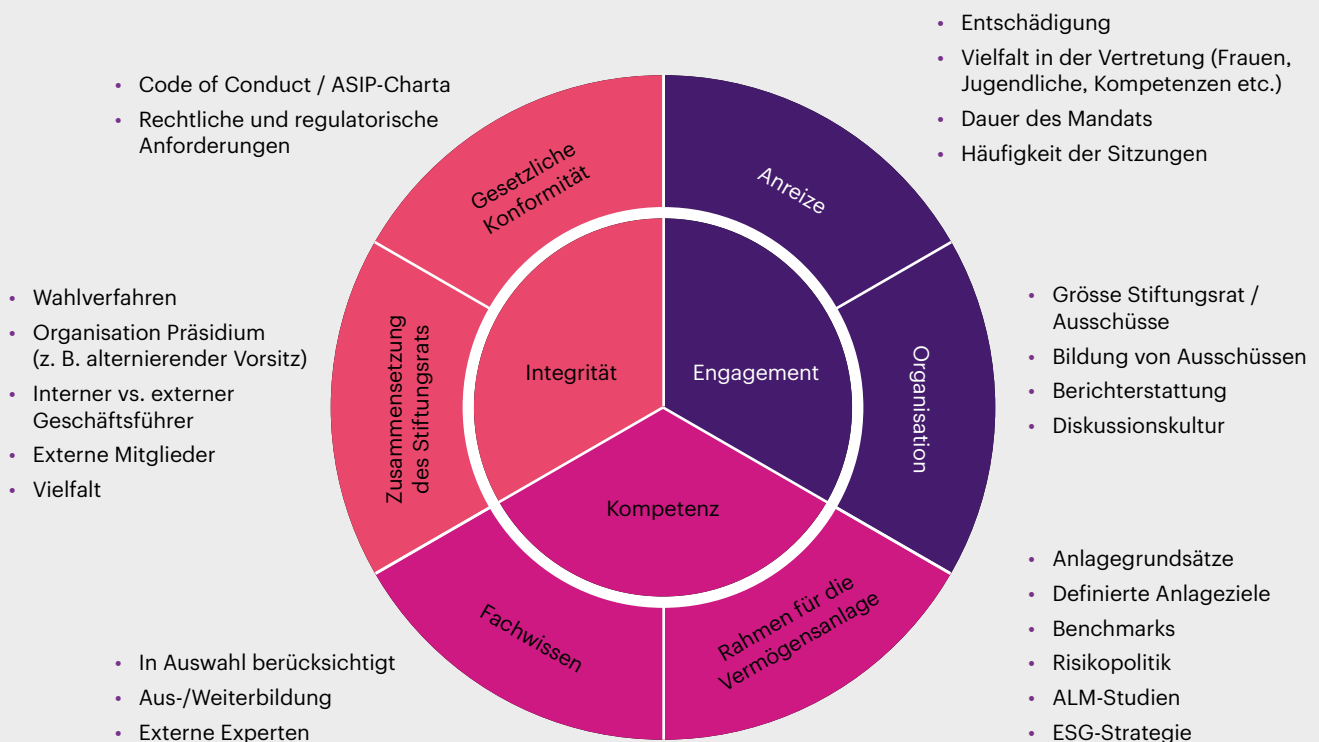 • Code of Conduct / ASIP-Charta
• Rechtliche und regulatorische
Anforderungen
• Entschädigung
• Vielfalt in der Vertretung (Frauen,
Jugendliche, Kompetenzen etc.)
• Dauer des Mandats
• Häufigkeit der Sitzungen
Gesetzliche
Konformität
Anreize
• Wahlverfahren
• Organisation Präsidium
(z. B. alternierender Vorsitz)
• Interner vs. externer
Geschäftsführer
• Externe Mitglieder
• Vielfalt
Zusammensetzung
des Stiftungsrats
Integrität
Engagement
Organisation
• Grösse Stiftungsrat /
Ausschüsse
• Bildung von Ausschüssen
• Berichterstattung
• Diskussionskultur
Kompetenz
Fachwissen
Rahmen für die
Vermögensanlage
• In Auswahl berücksichtigt
• Aus-/Weiterbildung
• Externe Experten
• Anlagegrundsätze
• Definierte Anlageziele
• Benchmarks
• Risikopolitik
• ALM-Studien
• ESG-Strategie